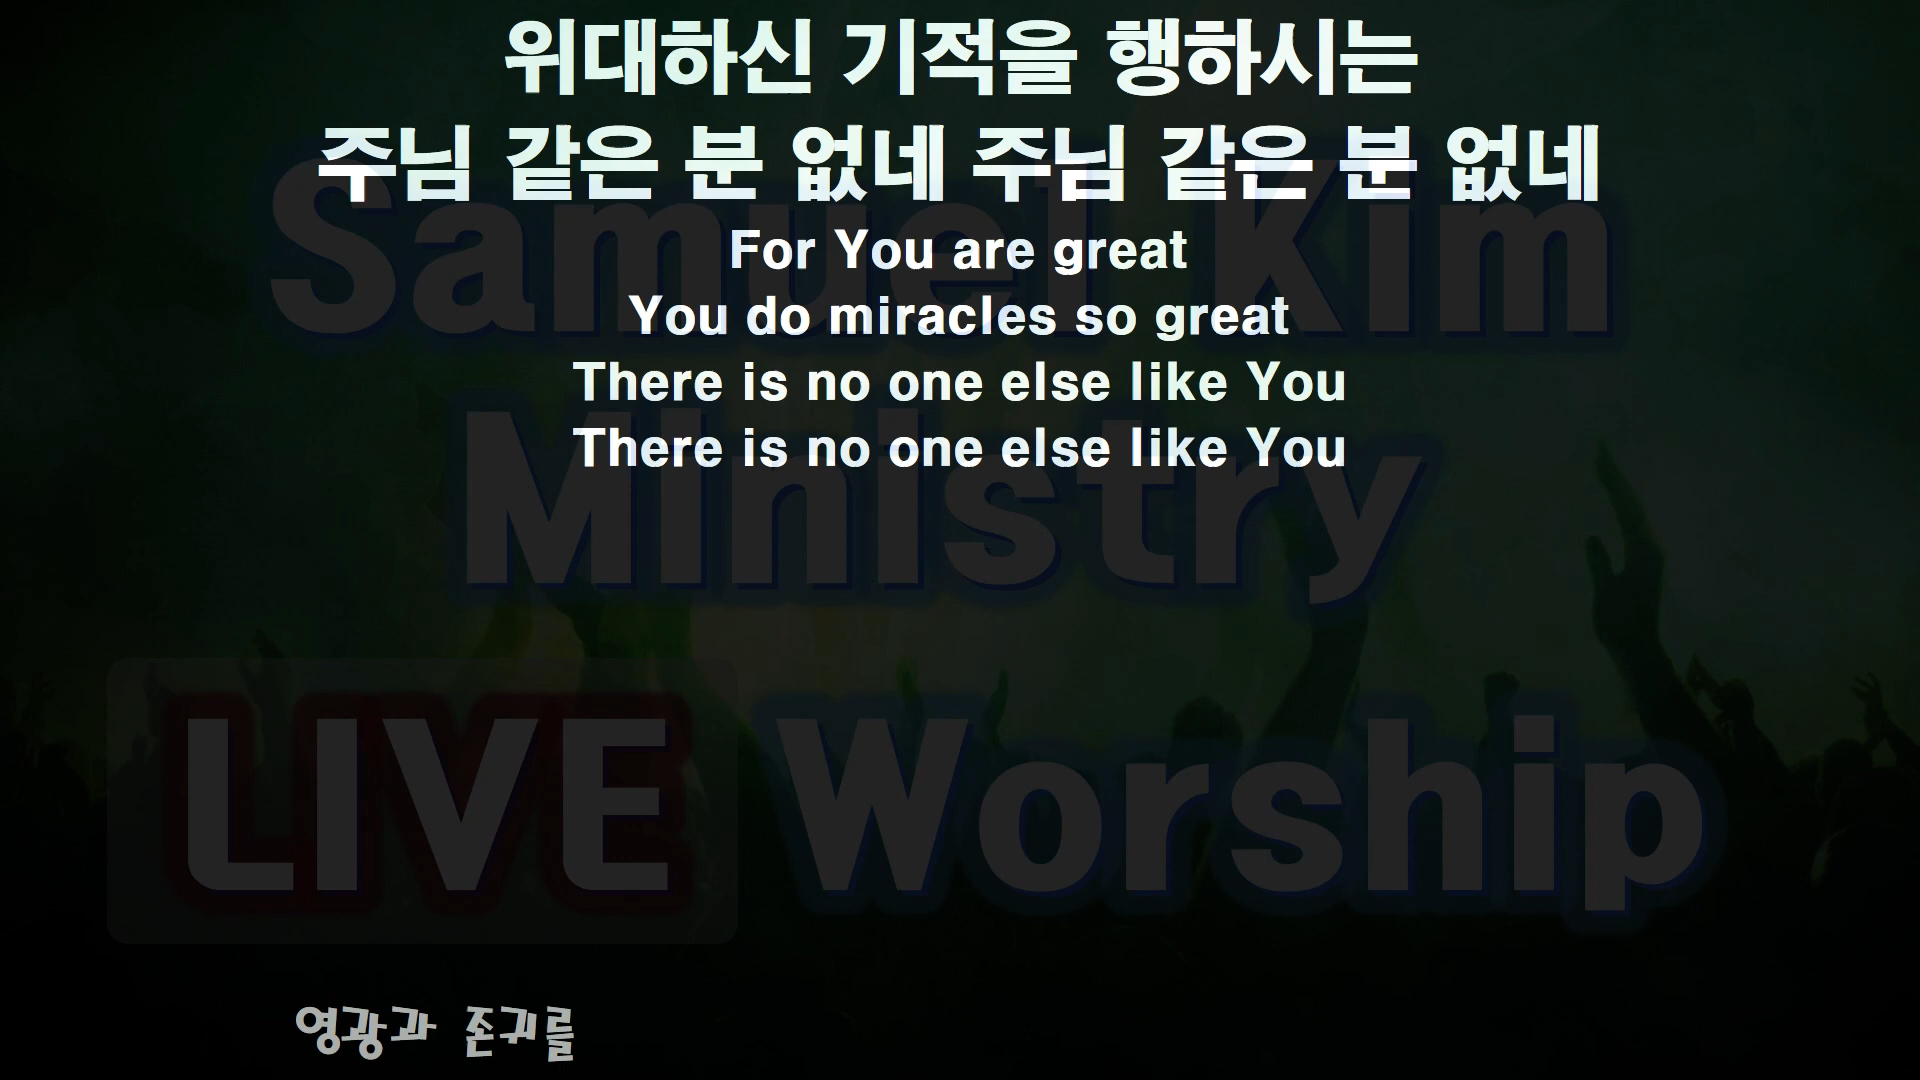 위대하신 기적을 행하시는
주님 같은 분 없네 주님 같은 분 없네
For You are great
You do miracles so great
There is no one else like You
There is no one else like You
Samuel Kim
Ministry
LIVE Worship
영광과 존귀를